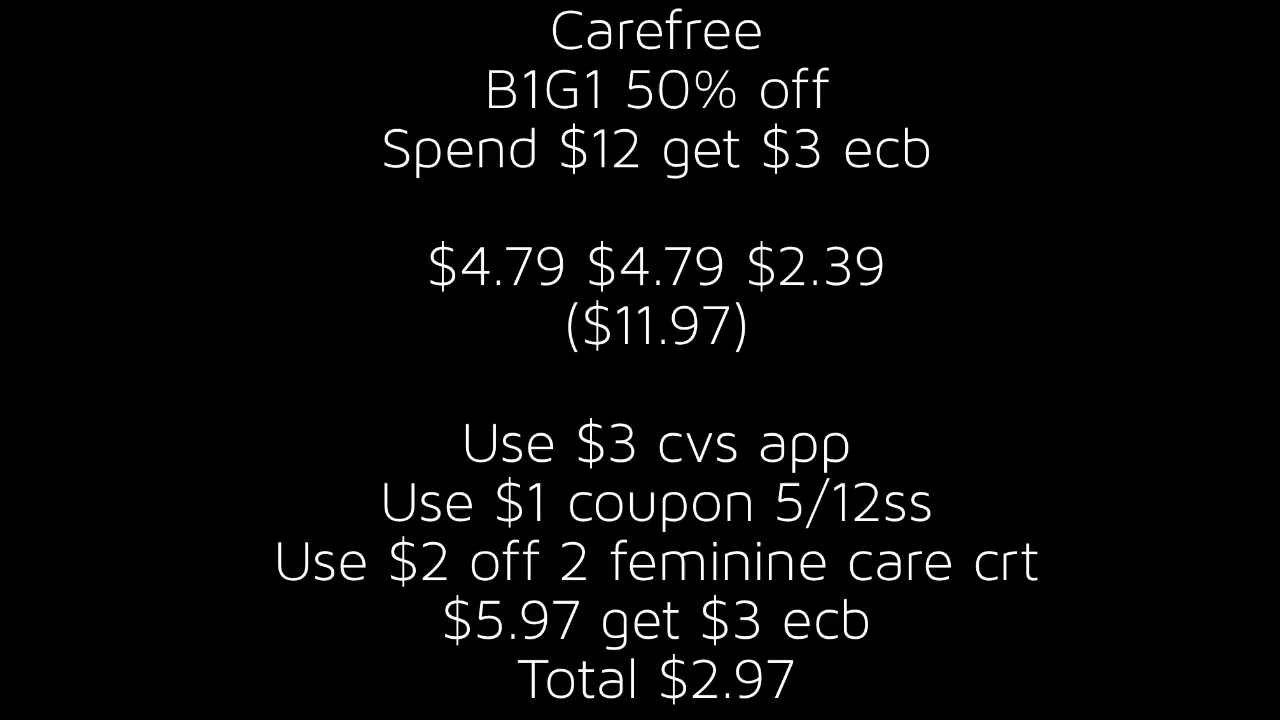 Carefree
B1G1 50% off
Spend $12 get $3 ecb
$4.79 $4.79 $2.39
($11.97)
Use $3 cvs app
Use $1 coupon 5/12ss
Use $2 off 2 feminine care crt
$5.97 get $3 ecb
Total $2.97